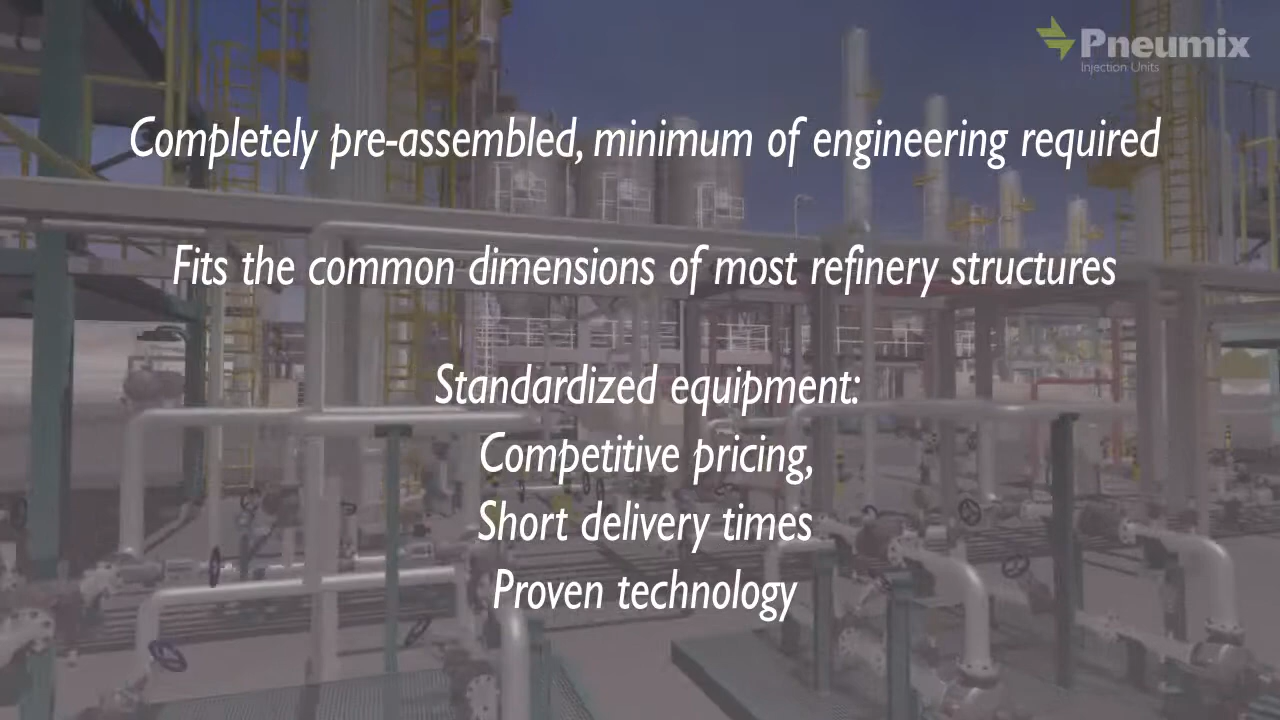 Pneumix
Injection Units
Completely pre-assembled, minimum of engineering required
Fits the common dimensions of most refinery structures
Standardized equipment:
Competitive pricing,
Short delivery times
Proven technology